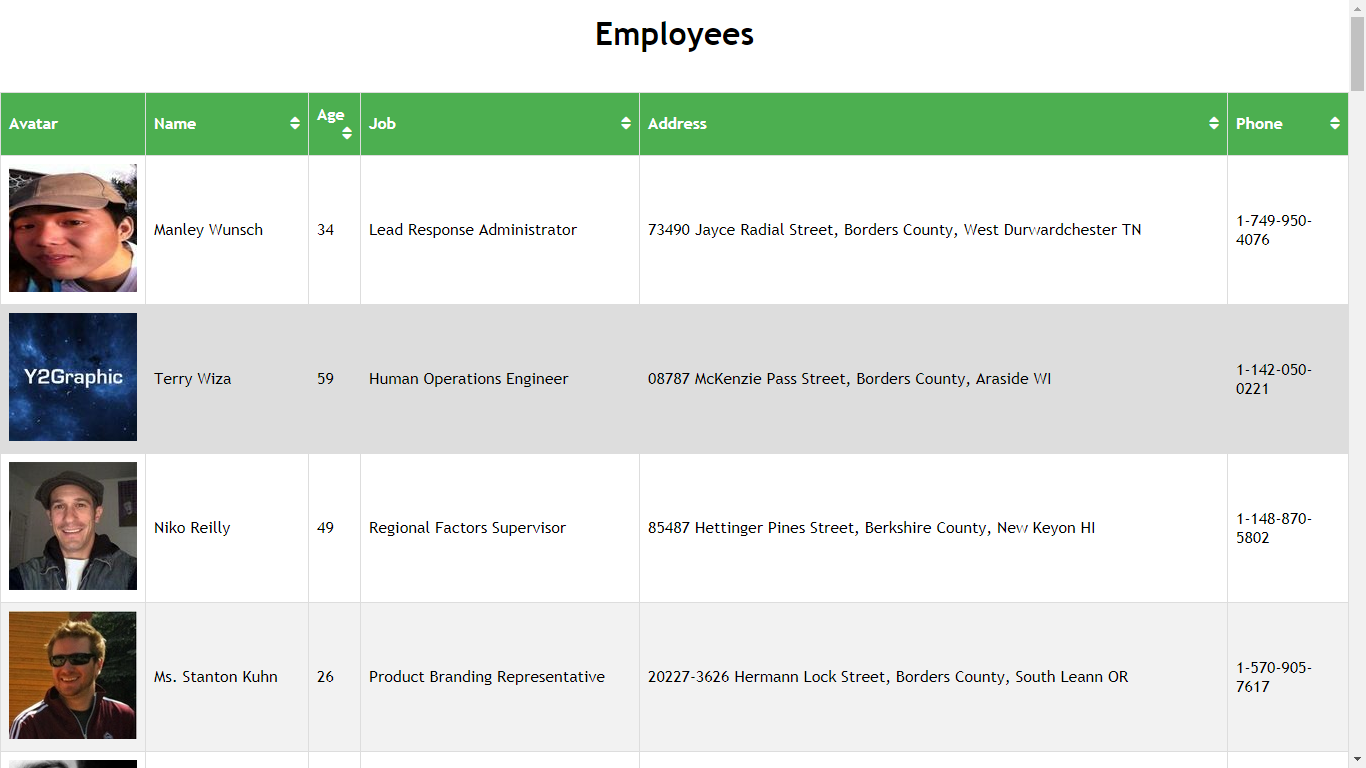 Employees
Avatar Name Age Job Address Phone
Manley Wunsch 34 Lead Response Administrator 73490 Jayce Radial Street, Borders County, West Durwardchester TN 1-749-950-
4076
Y2Graphic Terry Wiza 59 Human Operations Engineer 08787 McKenzie Pass Street, Borders County, Araside WI 1-142-050-
0221
Niko Reilly 49 Regional Factors Supervisor 85487 Hettinger Pines Street, Berkshire County, New Keyon HI 1-148-870-
5802
Ms. Stanton Kuhn 26 Product Branding Representative 20227-3626 Hermann Lock Street, Borders County, South Leann OR 1-570-905-
7617